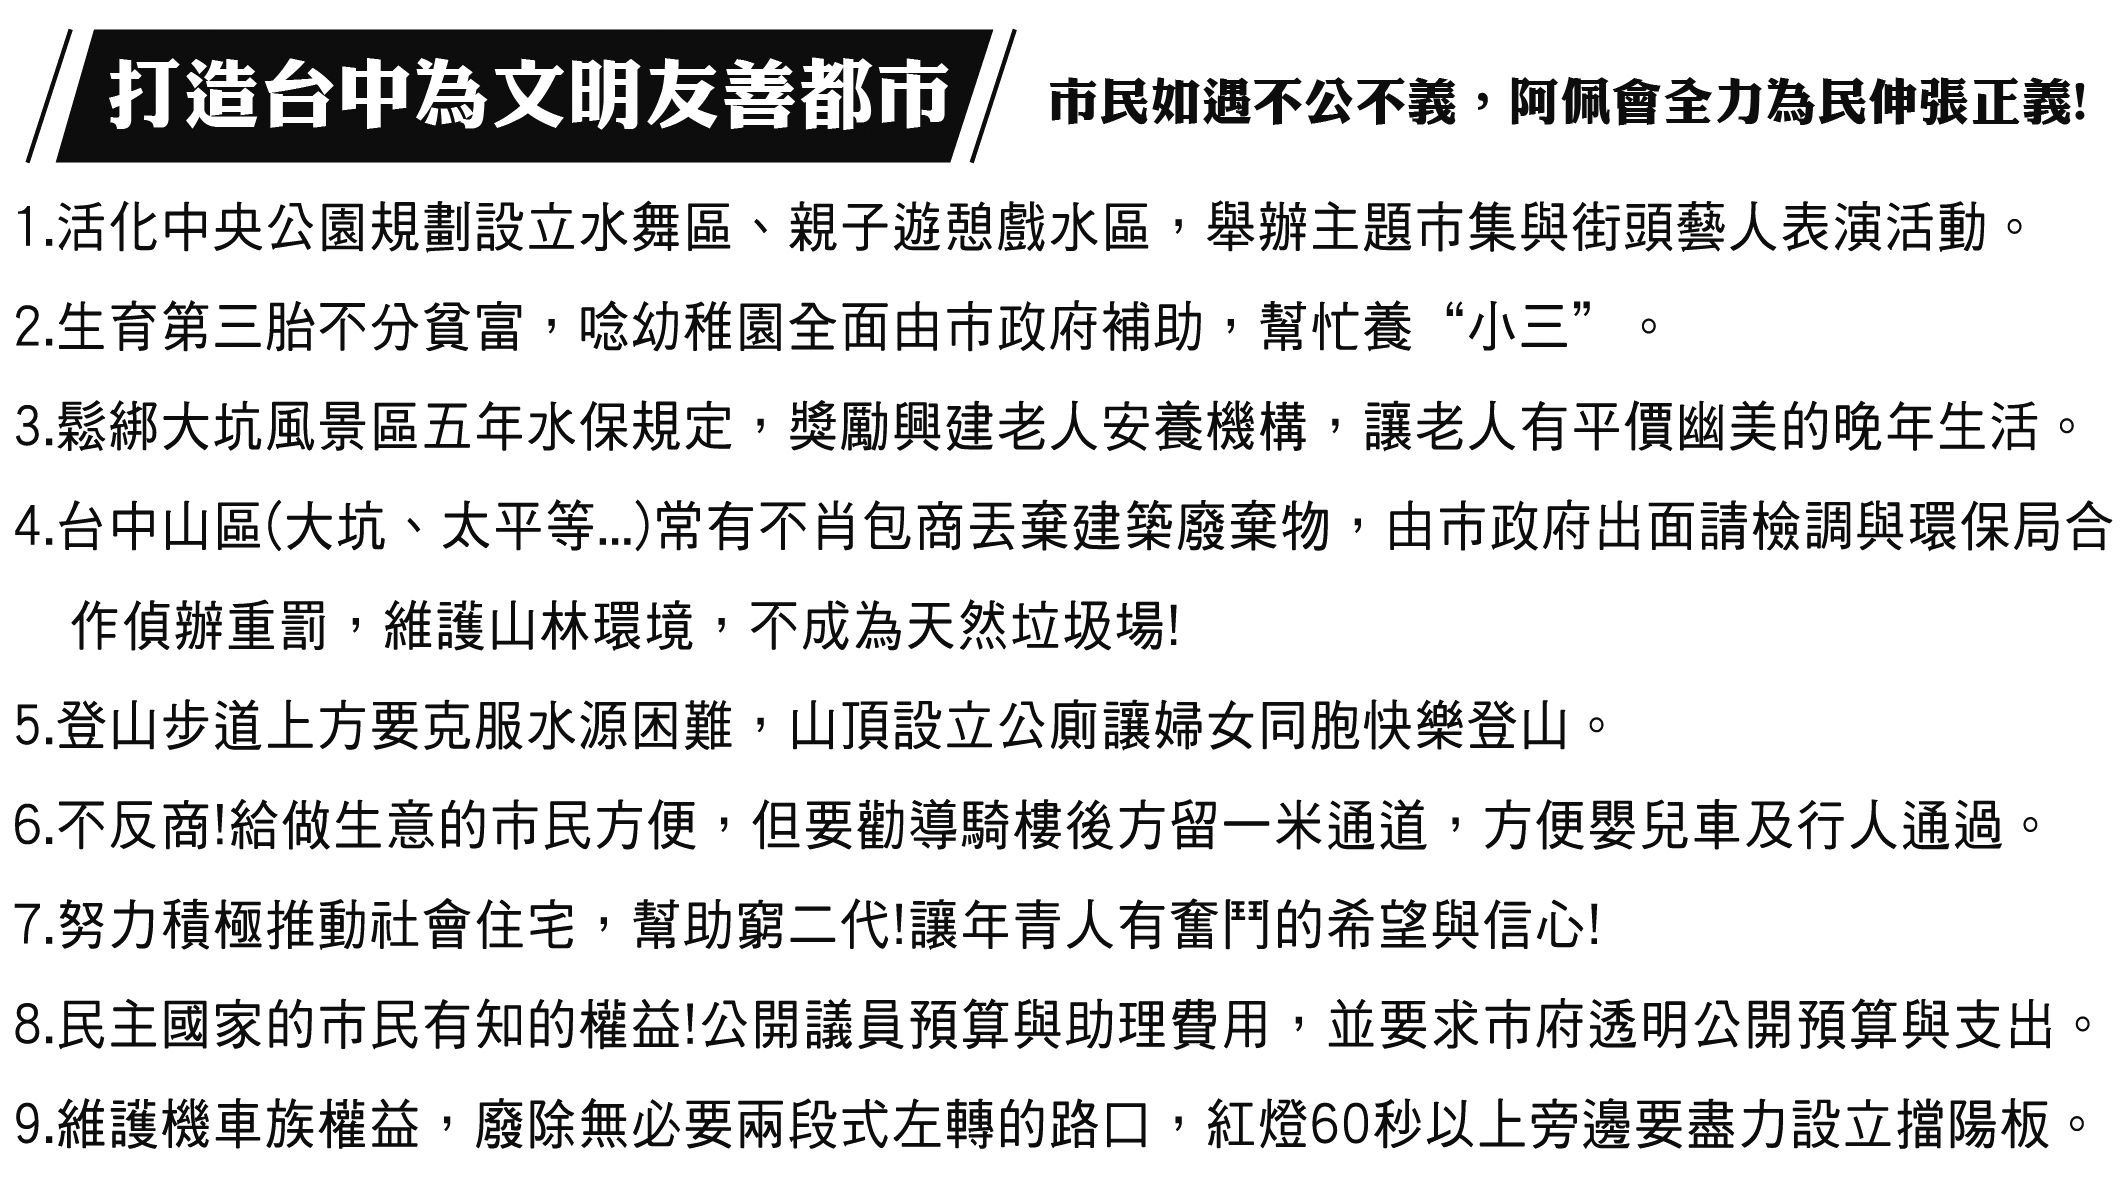 打造台中為文明友善都市
市民如遇不公不義，阿佩會全力為民伸張正義!
1.活化中央公園規劃設立水舞區、親子遊憩戲水區，舉辦主題市集與街頭藝人表演活動。
2.生育第三胎不分貧富，唸幼稚園全面由市政府補助，幫忙養“小三”。
3.鬆綁大坑風景區五年水保規定，獎勵興建老人安養機構，讓老人有平價幽美的晚年生活。
4.台中山區(大坑、太平等...)常有不肖包商丟棄建築廢棄物，由市政府出面請檢調與環保局合
作偵辦重罰，維護山林環境，不成為天然垃圾場!
5.登山步道上方要克服水源困難，山頂設立公廁讓婦女同胞快樂登山。
6.不反商!給做生意的市民方便，但要勸導騎樓後方留一米通道，方便嬰兒車及行人通過。
7.努力積極推動社會住宅，幫助窮二代!讓年青人有奮鬥的希望與信心!
8.民主國家的市民有知的權益!公開議員預算與助理費用，並要求市府透明公開預算與支出。
9.維護機車族權益，廢除無必要兩段式左轉的路口，紅燈60秒以上旁邊要盡力設立擋陽板。